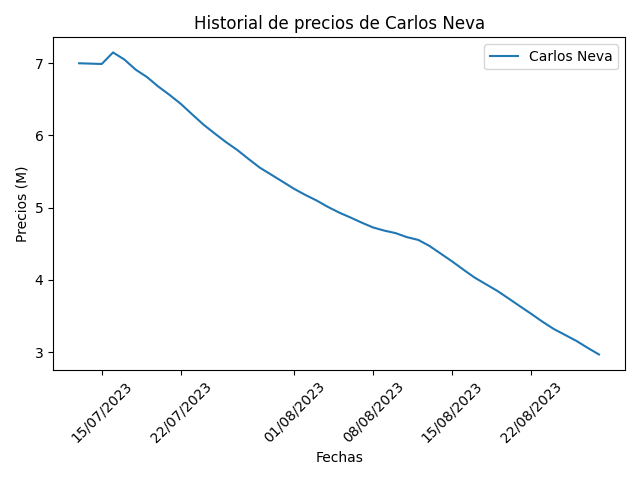 Historial de precios de Carlos Neva
Carlos Neva
Precios (M)
7
6
5
4
3
15/07/2023
22/07/2023
01/08/2023
08/08/2023
15/08/2023
22/08/2023
Fechas